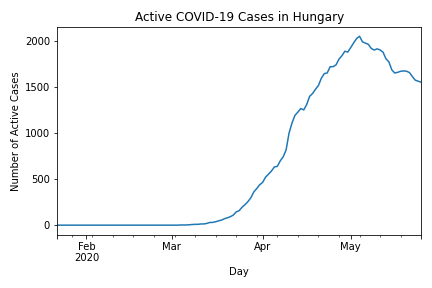 Active COVID-19 Cases in Hungary
Number of Active Cases
2000
1500
1000
500
0
Feb
2020
Mar
Apr
May
Day